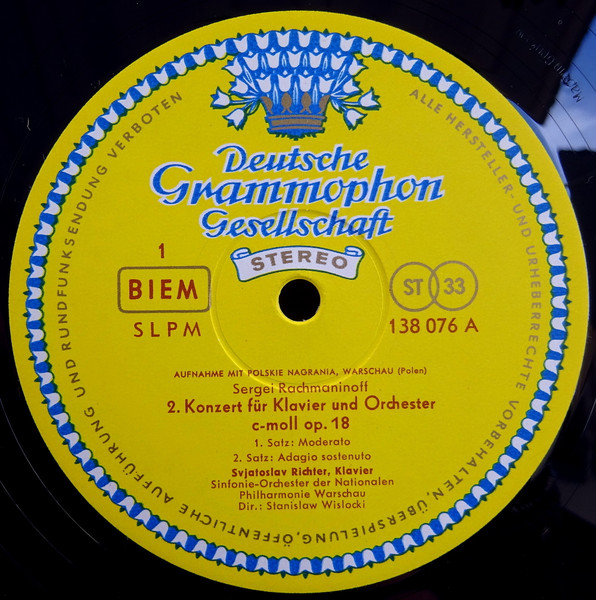 Deutsche
Grammophon
Gesellschaft
STEREO
1
BIEM
SLPM
ST 33
138 076 A
AUFNAHME MIT POLSKIE NAGRANIA, WARSCHAU (Polen)
Sergei Rachmaninoff
2. Konzert für Klavier und Orchester
c-moll op. 18
1. Satz: Moderato
2. Satz: Adagia sostenuto
Svjatoslav Richter, Klavier
Sinfonie-Orchester der Nationalen
Philharmonie Warschau
Dir.: Stanislaw Wislocki
ALLE HERSTELLER- UND URHEBERRECHTE VORBEHALTEN, ÜBERSPIELUNG, ÖFFENTLICHE AUFFÜHRUNG UND RUNDFUNKSENDUNG VERBOTEN